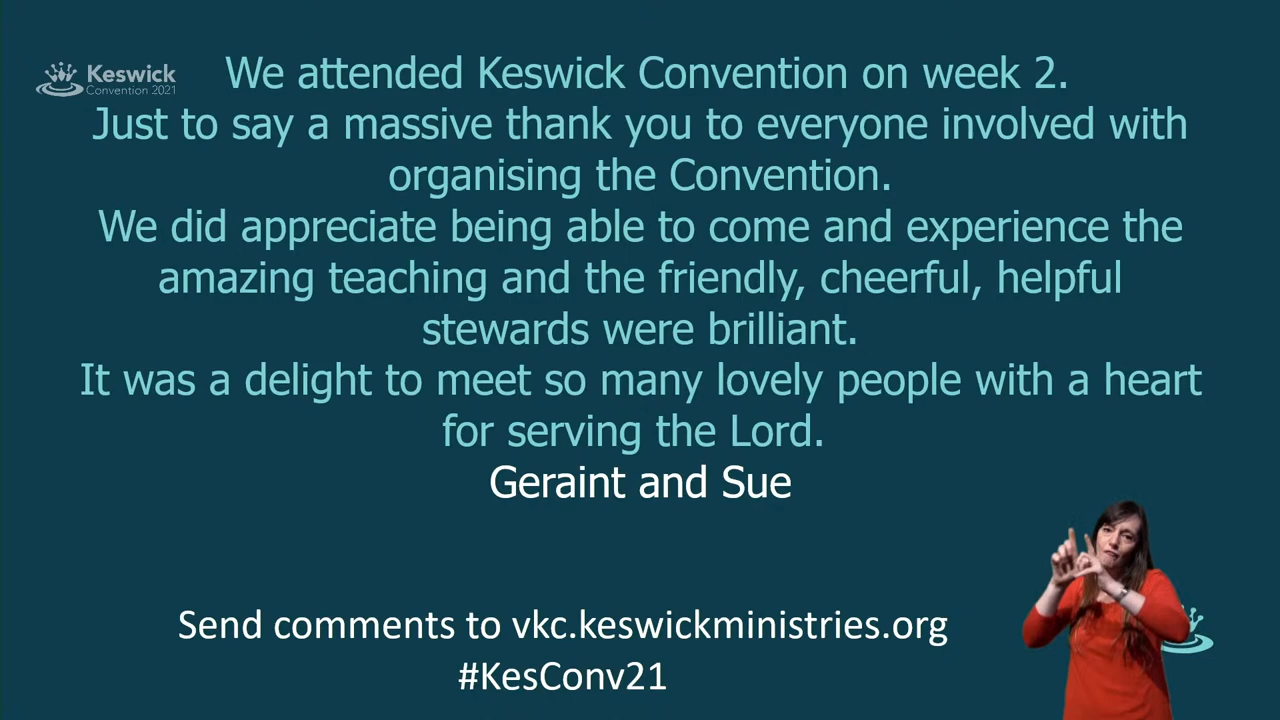 Keswick
Convention 2021
We attended Keswick Convention on week 2.
Just to say a massive thank you to everyone involved with
organising the Convention.
We did appreciate being able to come and experience the
amazing teaching and the friendly, cheerful, helpful
stewards were brilliant.
It was a delight to meet so many lovely people with a heart
for serving the Lord.
Geraint and Sue
Send comments to vkc.keswickministries.org
#KesConv21